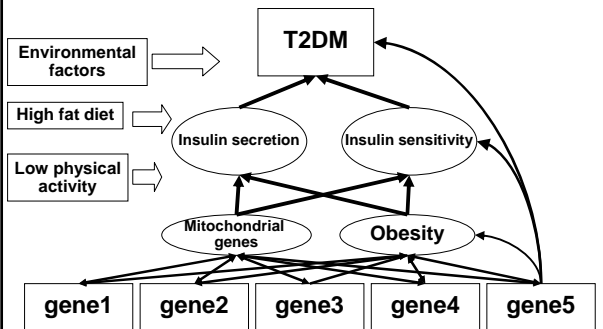 T2DM
Environmental
factors
High fat diet
Insulin secretion
Insulin sensitivity
Low physical
activity
Mitochondrial
genes
Obesity
gene1
gene2
gene3
gene4
gene5